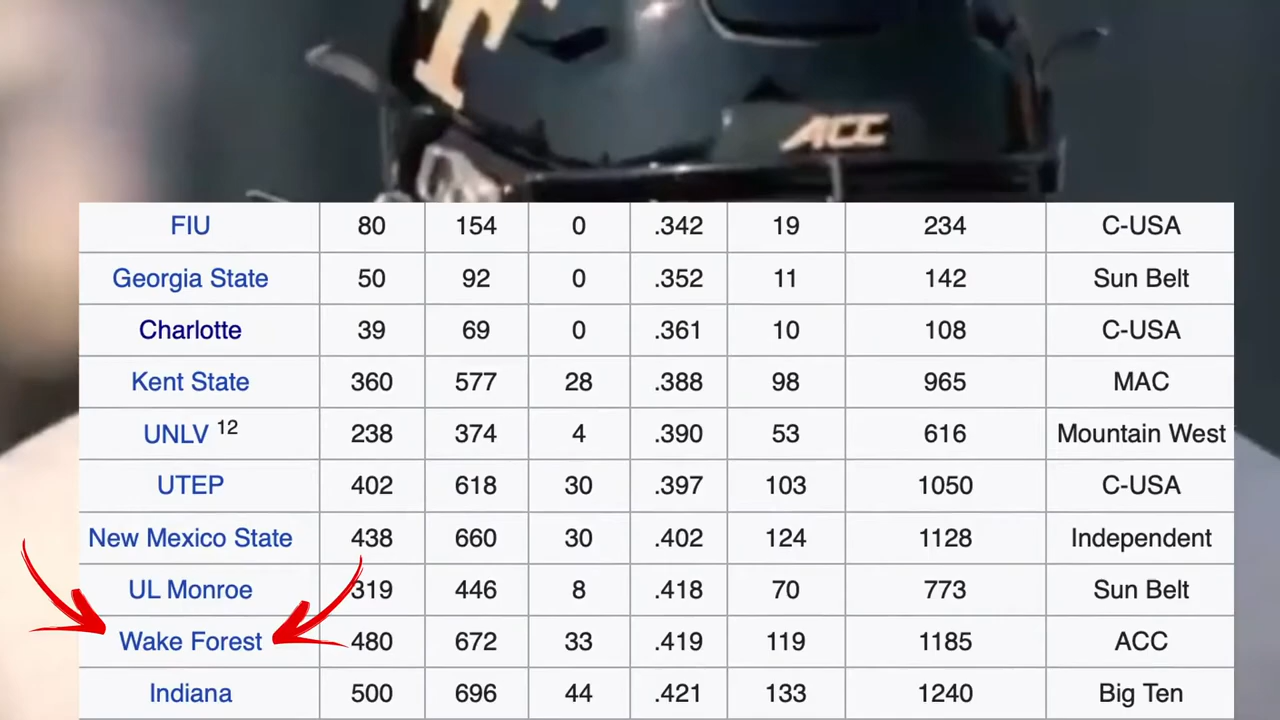 ACC
FIU 80 154 0 .342 19 234 C-USA
Georgia State 50 92 0 .352 11 142 Sun Belt
Charlotte 39 69 0 .361 10 108 C-USA
Kent State 360 577 28 .388 98 965 MAC
UNLV 12 238 374 4 .390 53 616 Mountain West
UTEP 402 618 30 .397 103 1050 C-USA
New Mexico State 438 660 30 .402 124 1128 Independent
UL Monroe 319 446 8 .418 70 773 Sun Belt
Wake Forest 480 672 33 .419 119 1185 ACC
Indiana 500 696 44 .421 133 1240 Big Ten